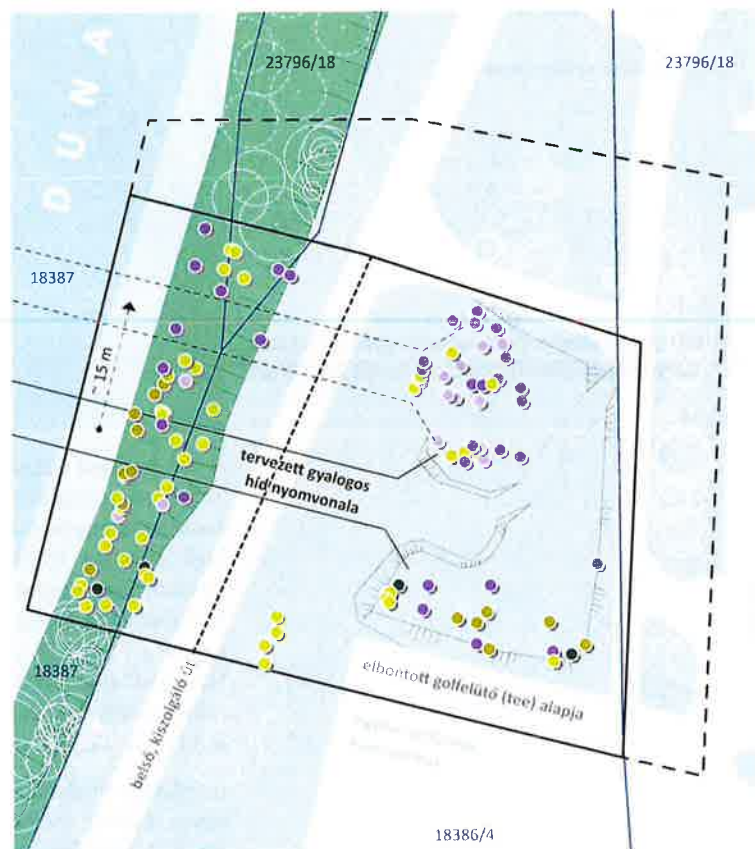 DUNA
23796/18
23796/18
18387
~ 15 m
tervezett gyalogos
híd nyomvonala
18387
belső, kiszolgáló út
elbontott golfelütő (tee) alapja
18386/4